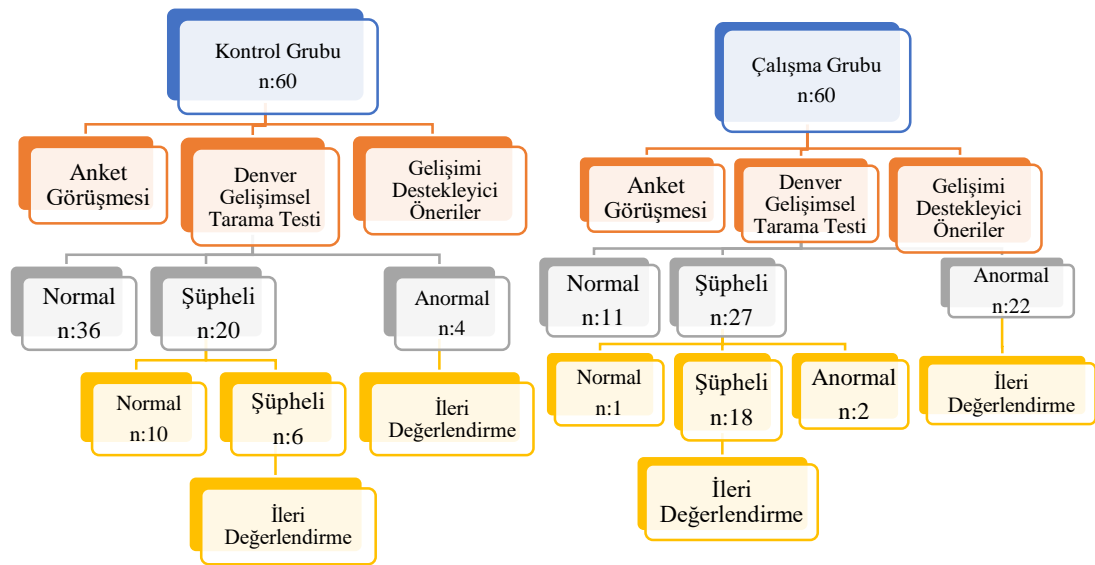 Kontrol Grubu
n:60
Anket
Görüşmesi
Denver
Gelişimsel
Tarama Testi
Gelişimi
Destekleyici
Öneriler
Normal
n:36
Şüpheli
n:20
Anormal
n:4
Normal
n:10
Şüpheli
n:6
İleri
Değerlendirme
İleri
Değerlendirme
Çalışma Grubu
n:60
Anket
Görüşmesi
Denver
Gelişimsel
Tarama Testi
Gelişimi
Destekleyici
Öneriler
Normal
n:11
Şüpheli
n:27
Anormal
n:22
Normal
n:1
Şüpheli
n:18
Anormal
n:2
İleri
Değerlendirme
İleri
Değerlendirme